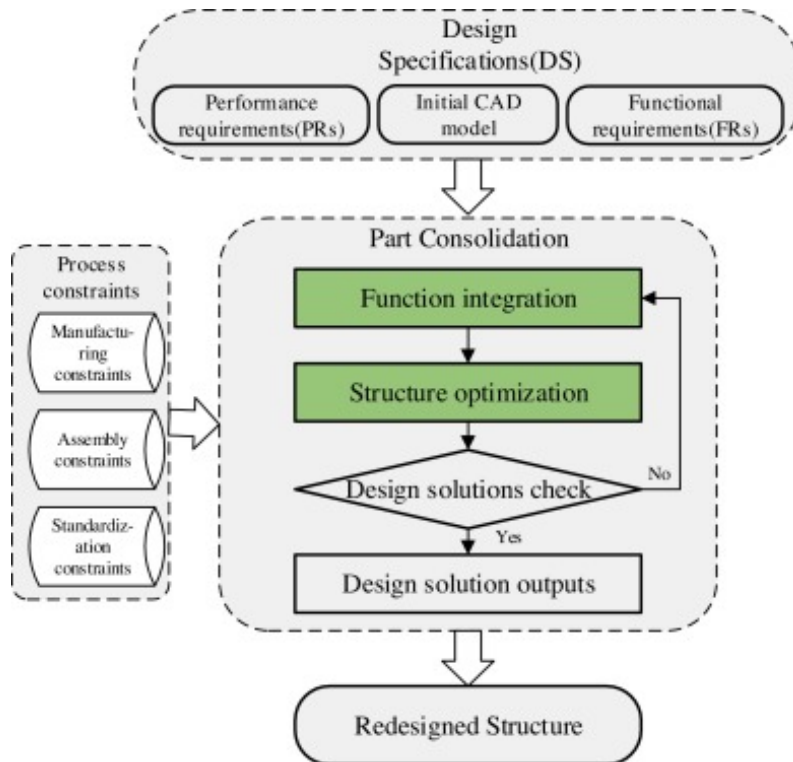 Design
Specifications(DS)
Performance
requirements(PRs)
Initial CAD
model
Functional
requirements(FRs)
Part Consolidation
Process
constraints
Manufactu-
ring
constraints
Assembly
constraints
Standardiz-
ation
constraints
Function integration
Structure optimization
Design solutions check
No
Yes
Design solution outputs
Redesigned Structure